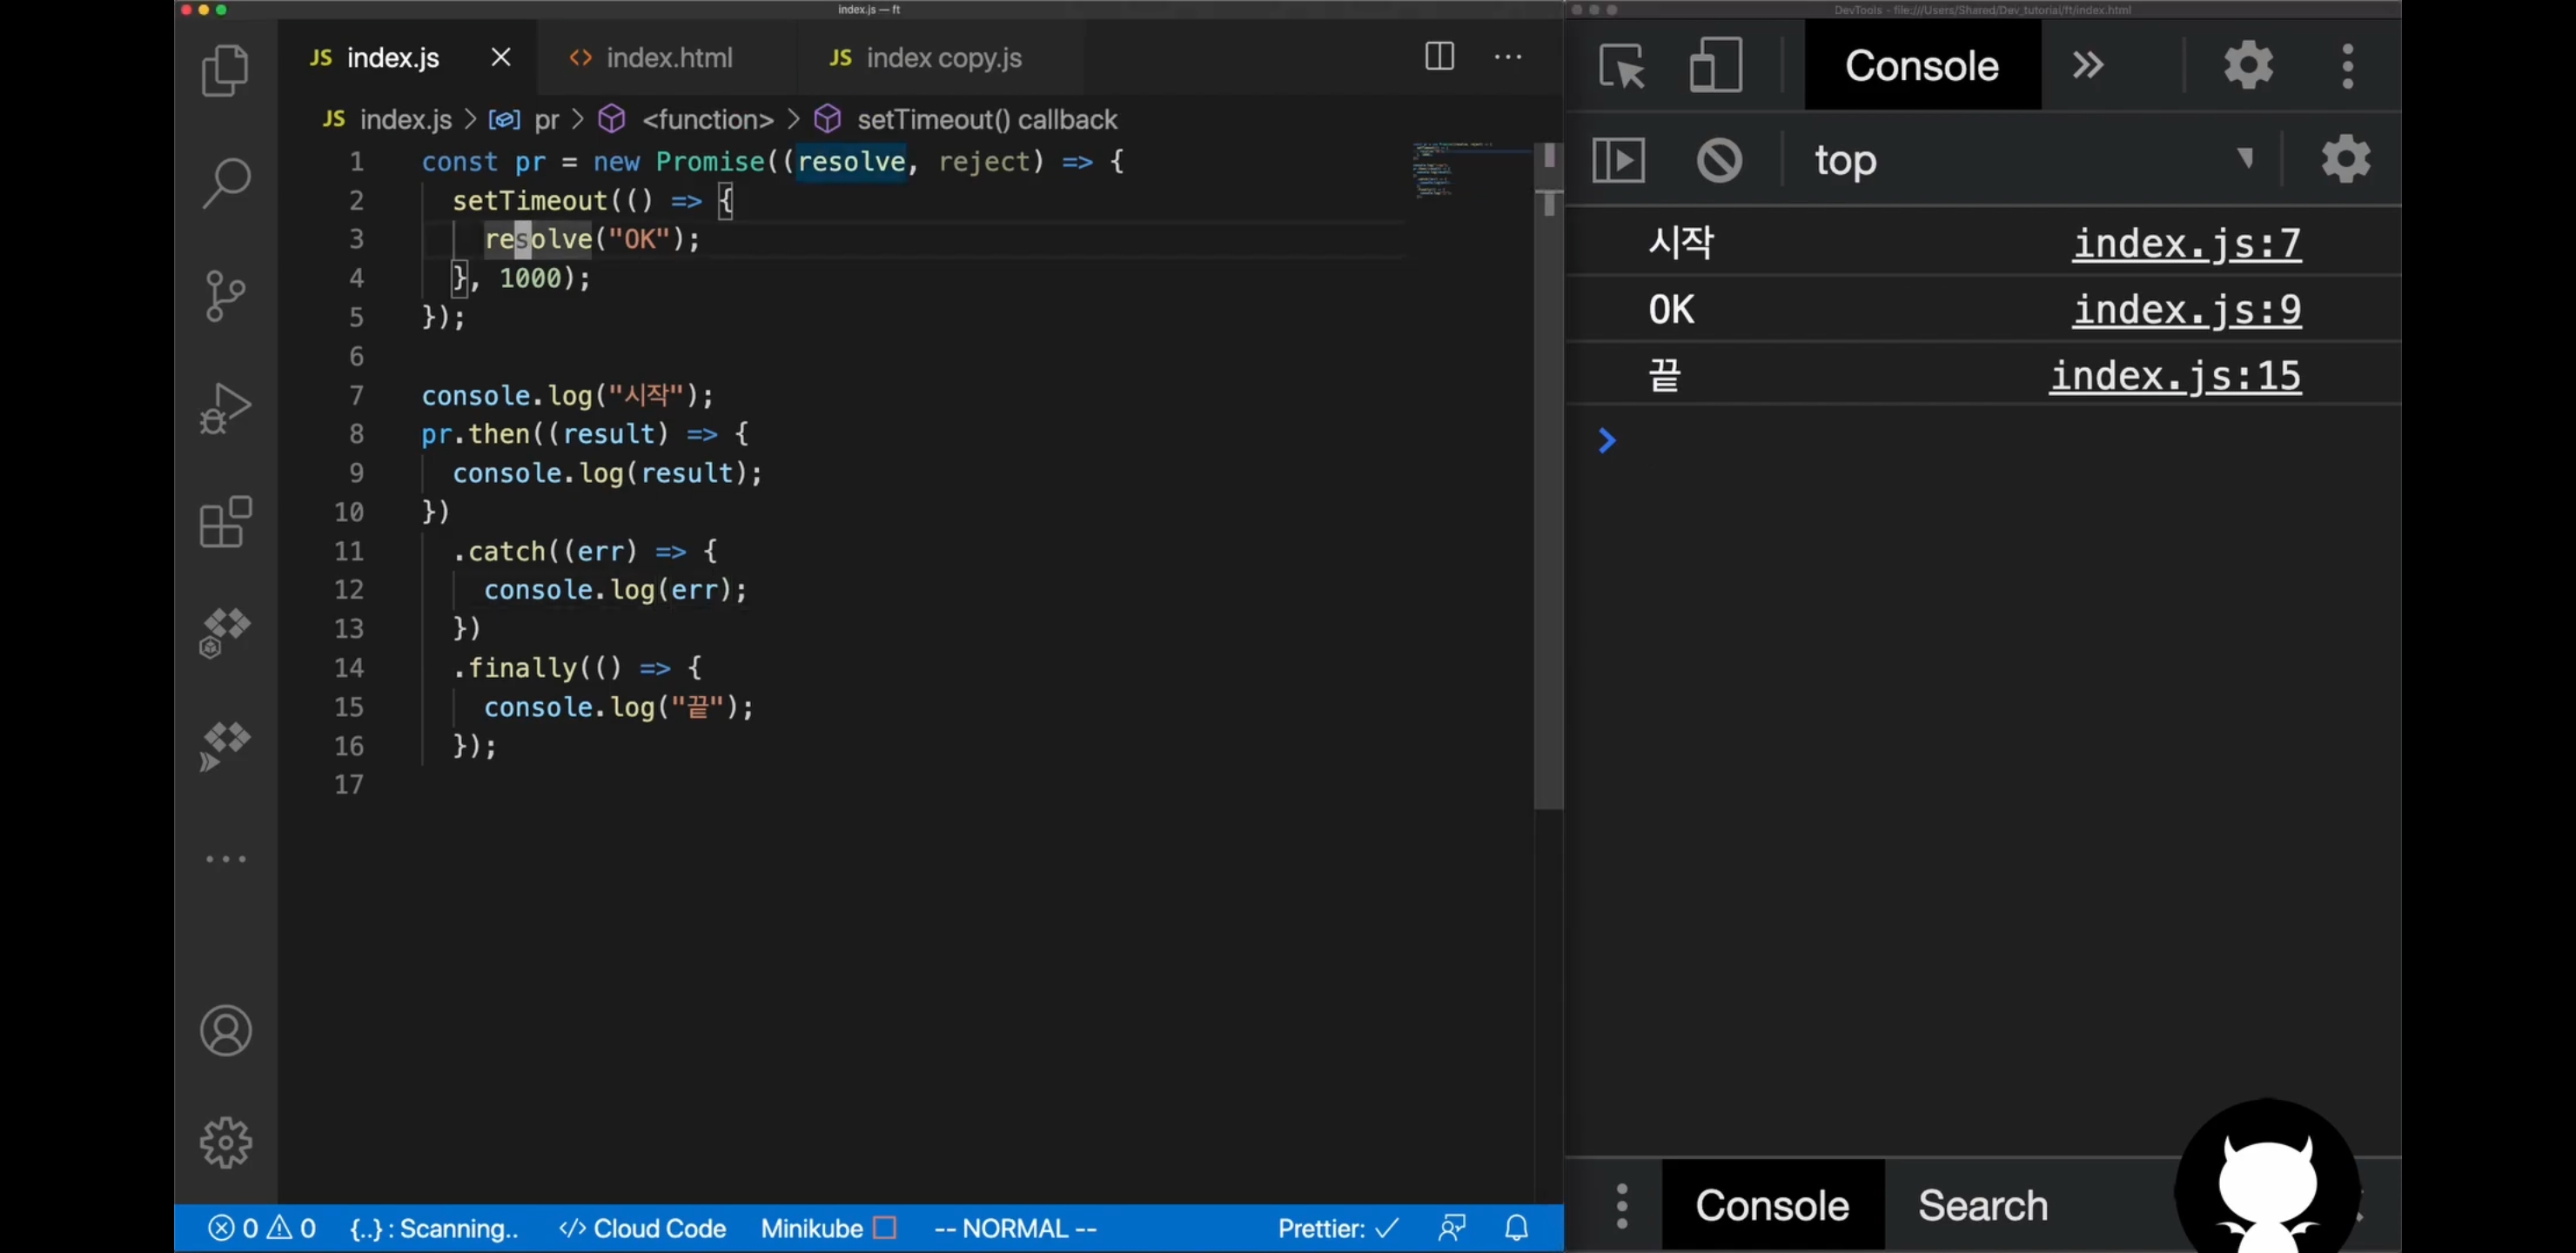 index.js — ft
JS index.js
<> index.html
JS index copy.js
JS index.js > pr > <function> > setTimeout() callback
1 const pr = new Promise((resolve, reject) => {
2   setTimeout(() => {
3     resolve("OK");
4   }, 1000);
5 });
6
7 console.log("시작");
8 pr.then((result) => {
9   console.log(result);
10 })
11   .catch((err) => {
12     console.log(err);
13   })
14   .finally(() => {
15     console.log("끝");
16   });
17
0 0 {..} : Scanning.. </> Cloud Code Minikube -- NORMAL -- Prettier: ✓
DevTools - file:///Users/Shared/Dev_tutorial/ft/index.html
Console
top
시작 index.js:7
OK index.js:9
끝 index.js:15
Console Search